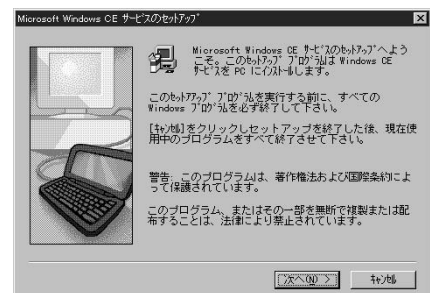 Microsoft Windows CE ｻｰﾋﾞｽのｾｯﾄｱｯﾌﾟ
Microsoft Windows CE ｻｰﾋﾞｽのｾｯﾄｱｯﾌﾟへよう
こそ。このｾｯﾄｱｯﾌﾟ ﾌﾟﾛｸﾞﾗﾑは Windows CE
ｻｰﾋﾞｽを PC にｲﾝｽﾄｰﾙします。
このｾｯﾄｱｯﾌﾟ ﾌﾟﾛｸﾞﾗﾑを実行する前に、すべての
Windows ﾌﾟﾛｸﾞﾗﾑを必ず終了して下さい。
[ｷｬﾝｾﾙ]をクリックしセットアップを終了した後、現在使
用中のプログラムをすべて終了させて下さい。
警告: このプログラムは、著作権法および国際条約によ
って保護されています。
このプログラム、またはその一部を無断で複製または配
布することは、法律により禁止されています。
次へ(N) >
ｷｬﾝｾﾙ